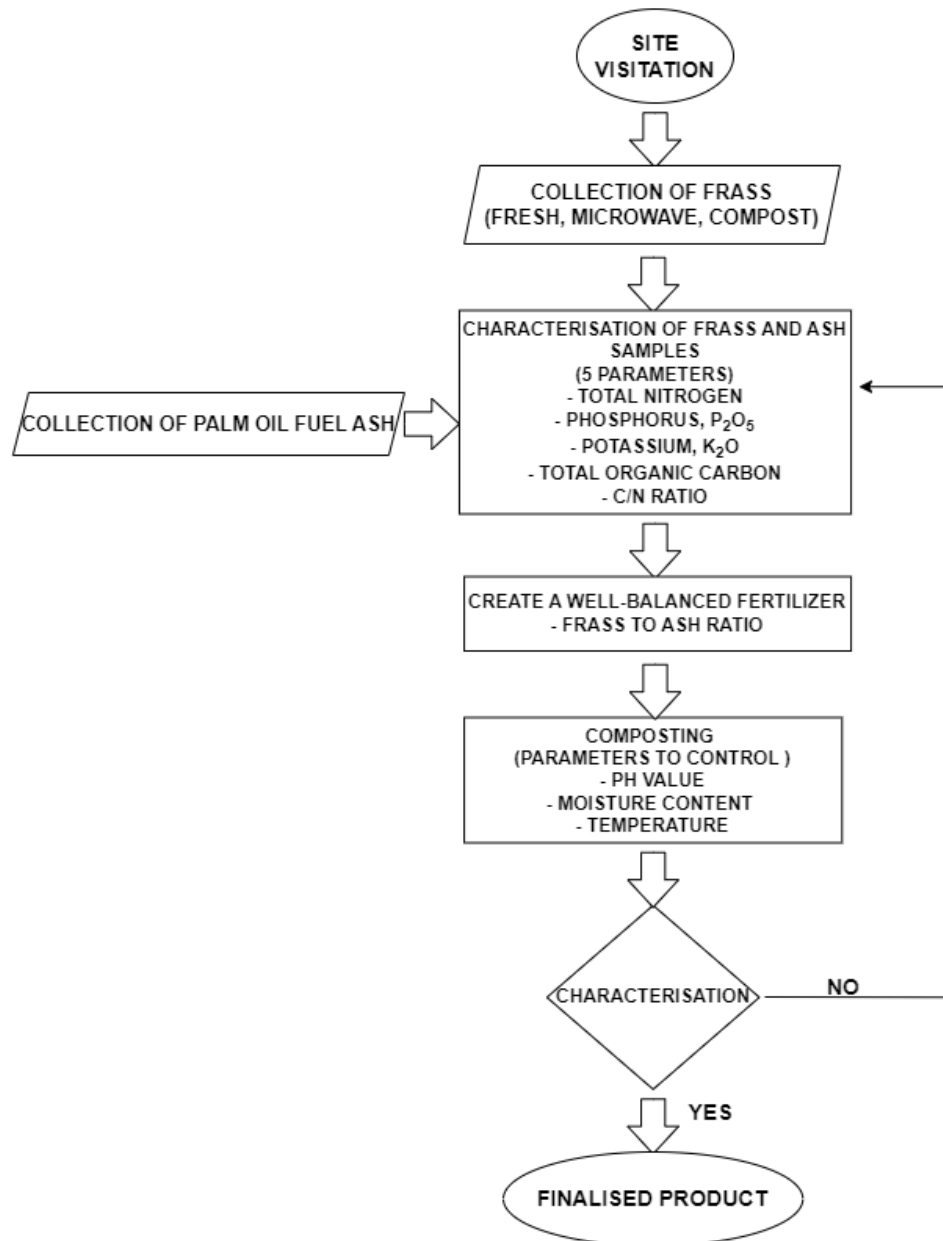 SITE
VISITATION
COLLECTION OF FRASS
(FRESH, MICROWAVE, COMPOST)
CHARACTERISATION OF FRASS AND ASH
SAMPLES
(5 PARAMETERS)
- TOTAL NITROGEN
- PHOSPHORUS, P₂O₅
- POTASSIUM, K₂O
- TOTAL ORGANIC CARBON
- C/N RATIO
COLLECTION OF PALM OIL FUEL ASH
CREATE A WELL-BALANCED FERTILIZER
- FRASS TO ASH RATIO
COMPOSTING
(PARAMETERS TO CONTROL )
- PH VALUE
- MOISTURE CONTENT
- TEMPERATURE
CHARACTERISATION
NO
YES
FINALISED PRODUCT